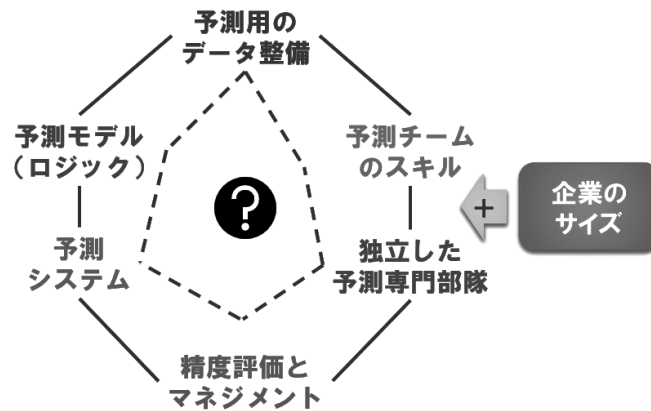 予測用の
データ整備
予測モデル
（ロジック）
予測チーム
のスキル
?
+
企業の
サイズ
予測
システム
独立した
予測専門部隊
精度評価と
マネジメント